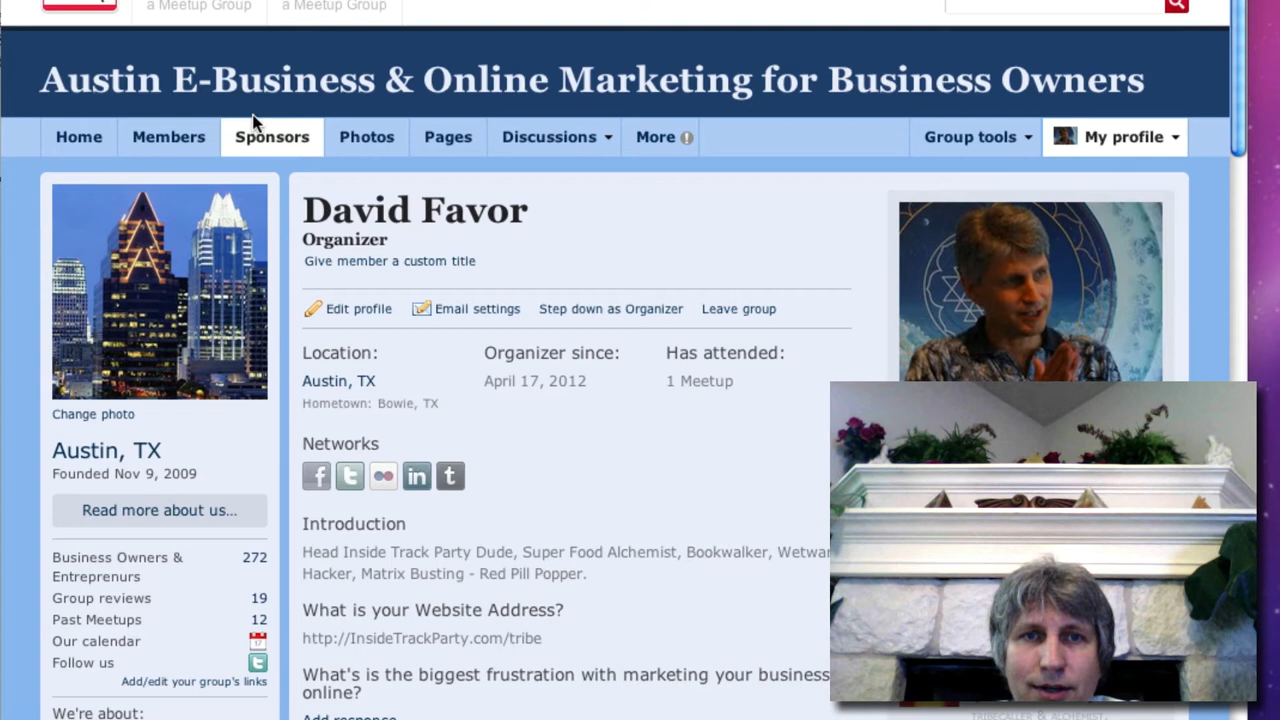 a Meetup Group
a Meetup Group
Austin E-Business & Online Marketing for Business Owners
Home Members Sponsors Photos Pages Discussions More Group tools My profile
David Favor
Organizer
Give member a custom title
Edit profile Email settings Step down as Organizer Leave group
Location: Organizer since: Has attended:
Austin, TX April 17, 2012 1 Meetup
Hometown: Bowie, TX
Networks
Introduction
Head Inside Track Party Dude, Super Food Alchemist, Bookwalker, Wetwar
Hacker, Matrix Busting - Red Pill Popper.
What is your Website Address?
http://InsideTrackParty.com/tribe
What's is the biggest frustration with marketing your business
online?
Add response
Change photo
Austin, TX
Founded Nov 9, 2009
Read more about us...
Business Owners & 272
Entreprenurs
Group reviews 19
Past Meetups 12
Our calendar
Follow us
Add/edit your group's links
We're about:
TRIBECALLER & ALCHEMIST,